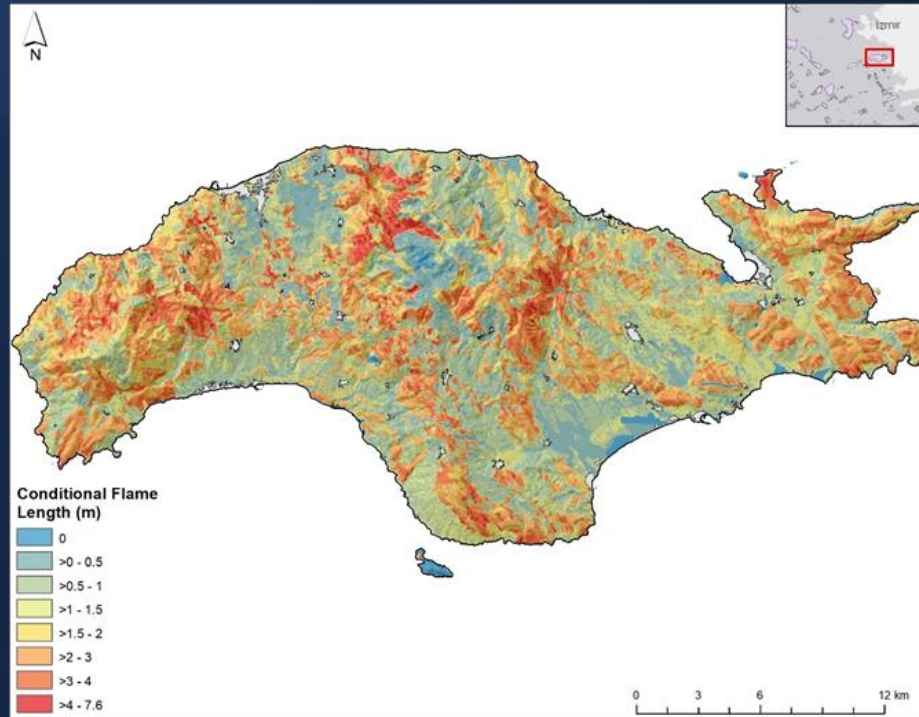 N
Izmir
Conditional Flame
Length (m)
0
>0 - 0.5
>0.5 - 1
>1 - 1.5
>1.5 - 2
>2 - 3
>3 - 4
>4 - 7.6
0 3 6 12 km